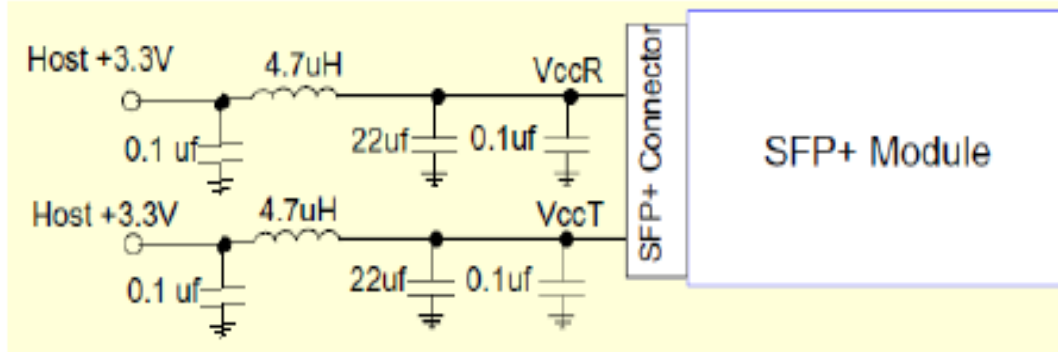 Host +3.3V
4.7uH
VccR
0.1 uf
22uf
0.1uf
Host +3.3V
4.7uH
VccT
0.1 uf
22uf
0.1uf
SFP+ Connector
SFP+ Module